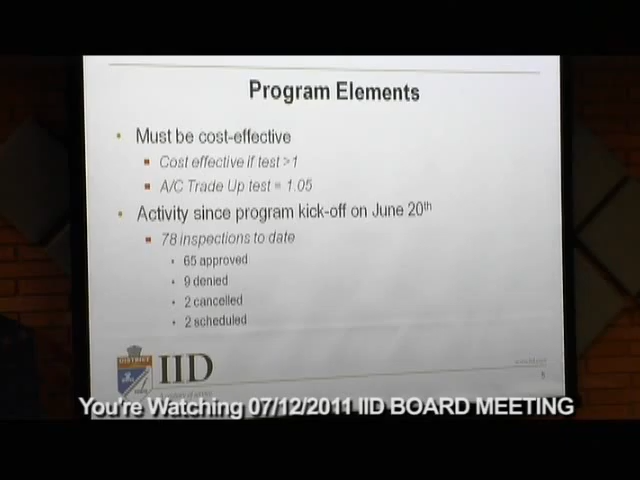 Program Elements
• Must be cost-effective
▪ Cost effective if test >1
▪ A/C Trade Up test = 1.05
• Activity since program kick-off on June 20th
▪ 78 inspections to date
• 65 approved
• 9 denied
• 2 cancelled
• 2 scheduled
DISTRICT
IID
You're Watching 07/12/2011 IID BOARD MEETING